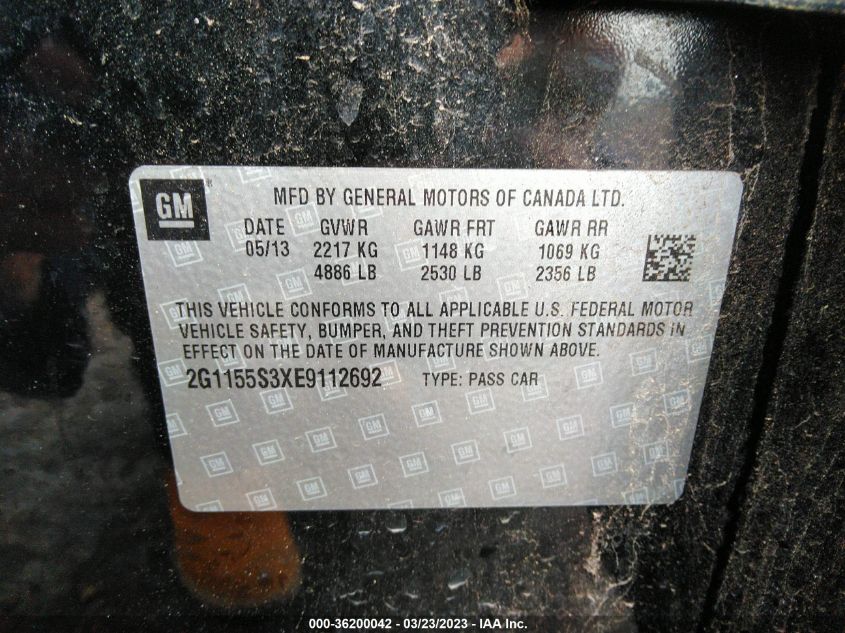 GM
MFD BY GENERAL MOTORS OF CANADA LTD.
DATE GVWR GAWR FRT GAWR RR
05/13 2217 KG 1148 KG 1069 KG
4886 LB 2530 LB 2356 LB
THIS VEHICLE CONFORMS TO ALL APPLICABLE U.S. FEDERAL MOTOR
VEHICLE SAFETY, BUMPER, AND THEFT PREVENTION STANDARDS IN
EFFECT ON THE DATE OF MANUFACTURE SHOWN ABOVE.
2G1155S3XE9112692 TYPE: PASS CAR
000-36200042 - 03/23/2023 - IAA Inc.